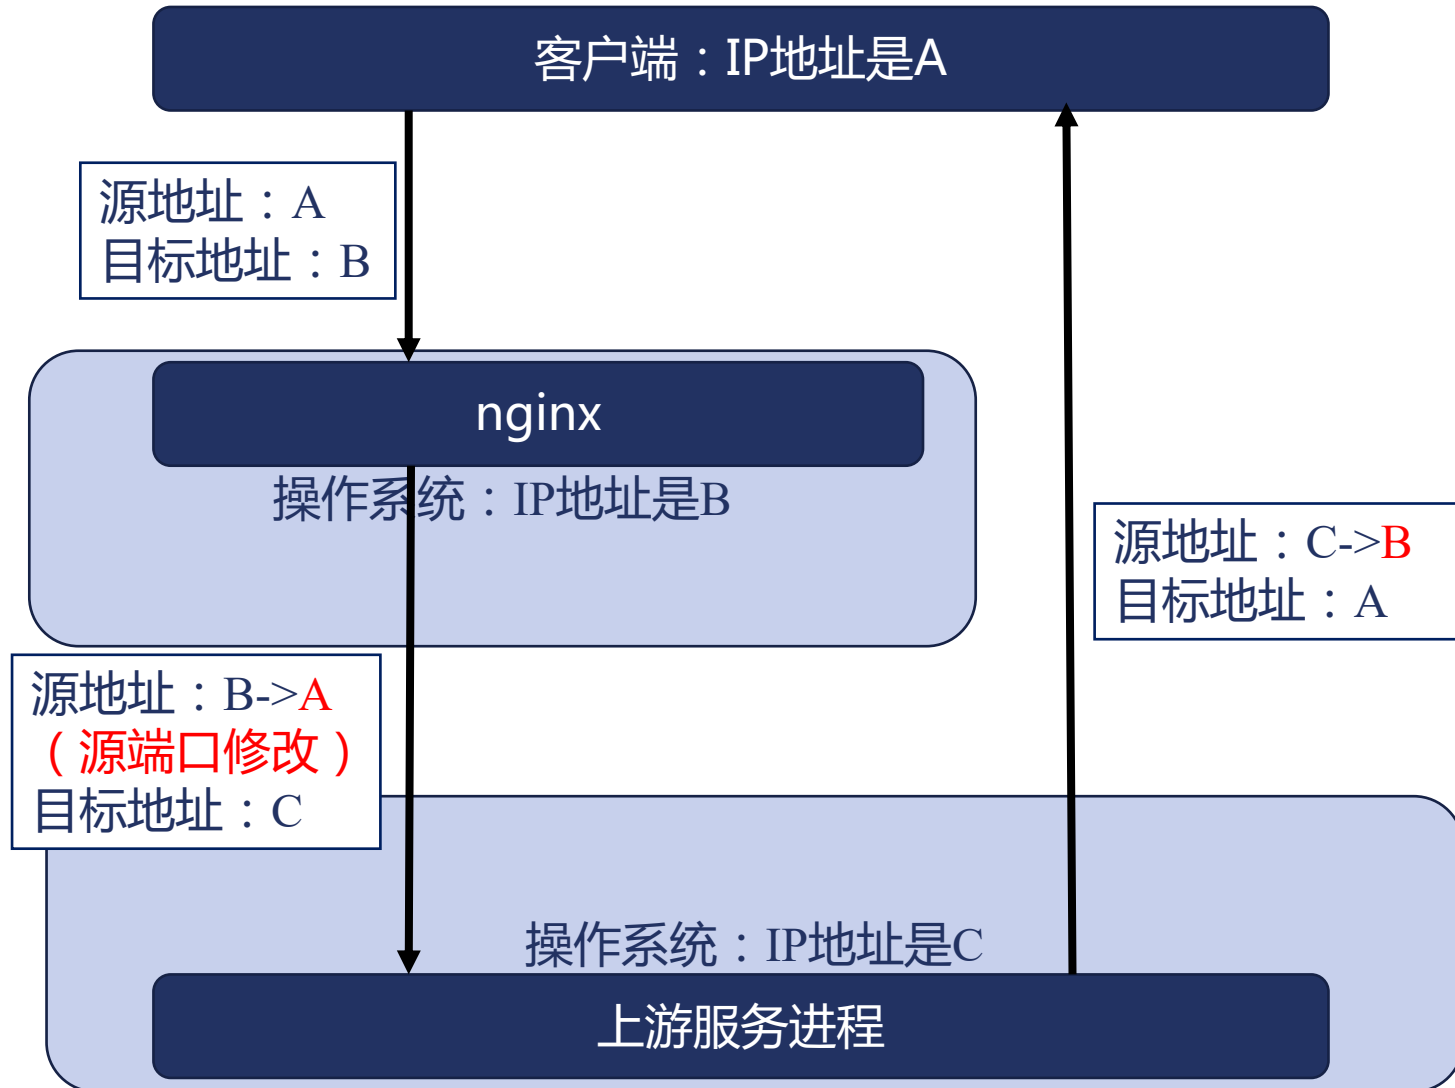 客户端：IP地址是A
源地址：A
目标地址：B
nginx
操作系统：IP地址是B
源地址：C->B
目标地址：A
源地址：B->A
（源端口修改）
目标地址：C
操作系统：IP地址是C
上游服务进程